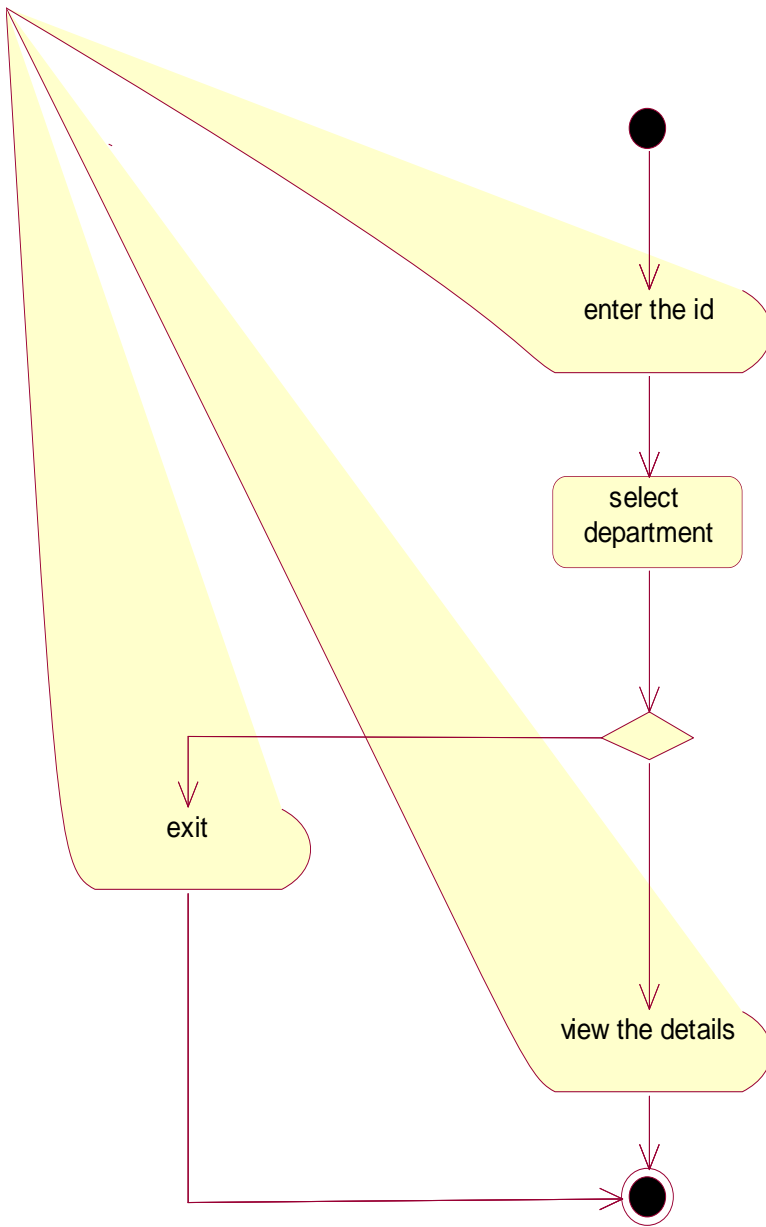 enter the id
select
department
exit
view the details